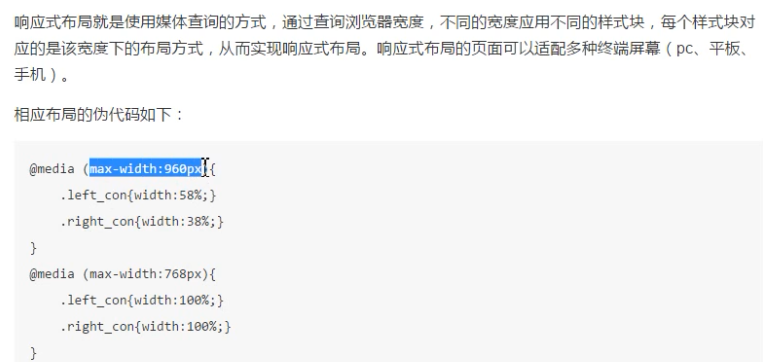 响应式布局就是使用媒体查询的方式，通过查询浏览器宽度，不同的宽度应用不同的样式块，每个样式块对
应的是该宽度下的布局方式，从而实现响应式布局。响应式布局的页面可以适配多种终端屏幕（pc、平板、
手机）。
相应布局的伪代码如下：
@media (max-width:960px){
    .left_con{width:58%;}
    .right_con{width:38%;}
}
@media (max-width:768px){
    .left_con{width:100%;}
    .right_con{width:100%;}
}